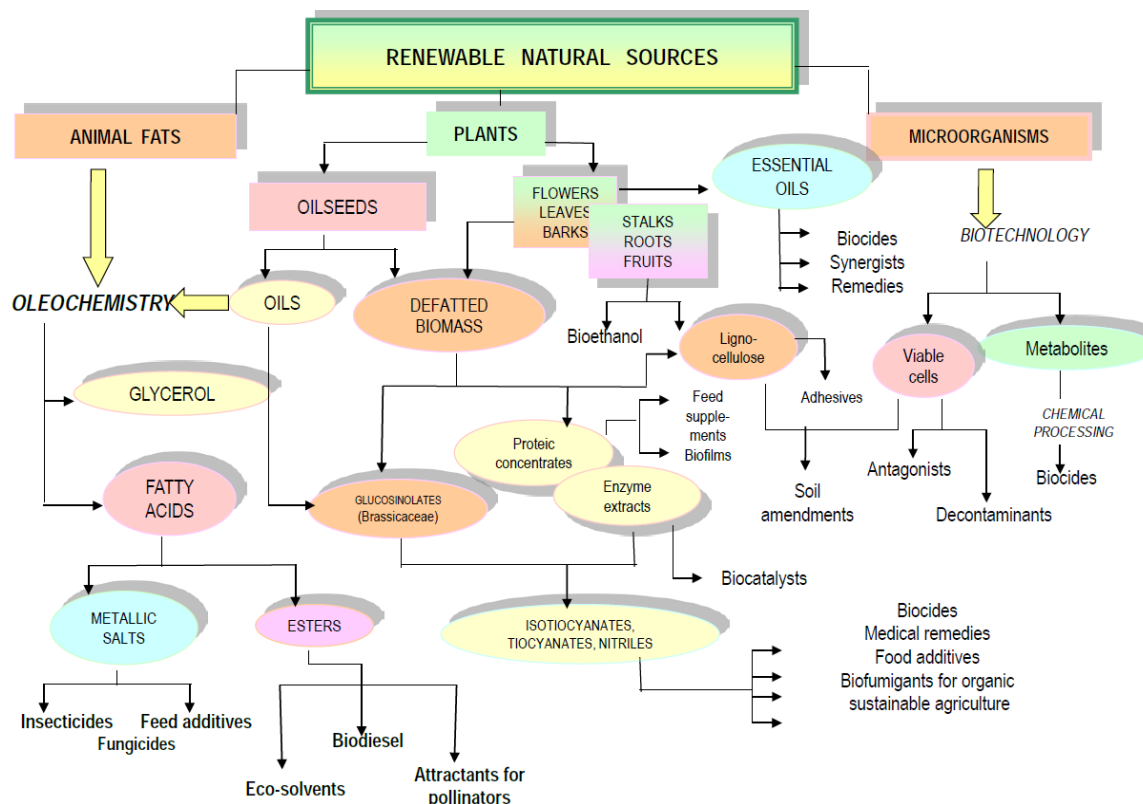 RENEWABLE NATURAL SOURCES
ANIMAL FATS
PLANTS
MICROORGANISMS
OILSEEDS
FLOWERS
LEAVES
BARKS
STALKS
ROOTS
FRUITS
ESSENTIAL
OILS
Biocides
Synergists
Remedies
BIOTECHNOLOGY
OLEOCHEMISTRY
OILS
DEFATTED
BIOMASS
Bioethanol
Ligno-
cellulose
Viable
cells
Metabolites
GLYCEROL
Adhesives
Feed
supple-
ments
Biofilms
CHEMICAL
PROCESSING
Proteic
concentrates
Antagonists
Biocides
FATTY
ACIDS
GLUCOSINOLATES
(Brassicaceae)
Enzyme
extracts
Soil
amendments
Decontaminants
Biocatalysts
METALLIC
SALTS
ESTERS
ISOTIOCYANATES,
TIOCYANATES, NITRILES
Biocides
Medical remedies
Food additives
Biofumigants for organic
sustainable agriculture
Insecticides
Feed additives
Fungicides
Biodiesel
Eco-solvents
Attractants for
pollinators